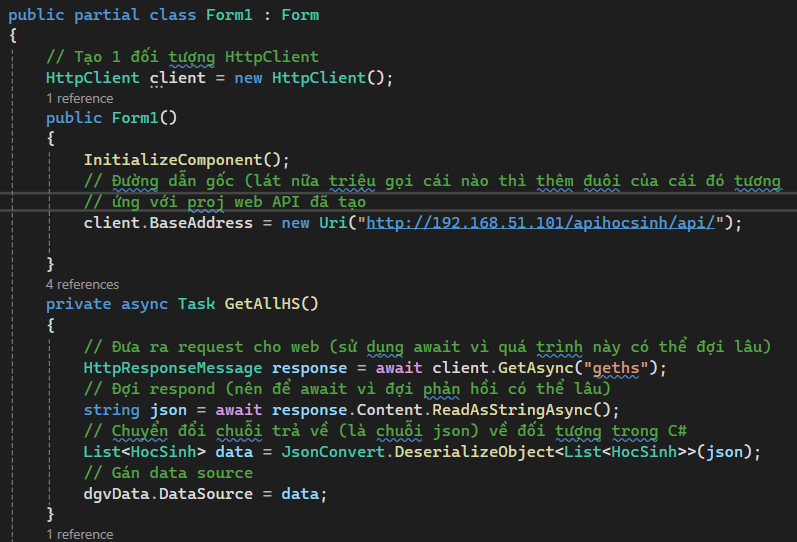 public partial class Form1 : Form
{
// Tạo 1 đối tượng HttpClient
HttpClient client = new HttpClient();
1 reference
public Form1()
{
InitializeComponent();
// Đường dẫn gốc (lát nữa triệu gọi cái nào thì thêm đuôi của cái đó tương
// ứng với proj web API đã tạo
client.BaseAddress = new Uri("http://192.168.51.101/apihocsinh/api/");
}
4 references
private async Task GetAllHS()
{
// Đưa ra request cho web (sử dụng await vì quá trình này có thể đợi lâu)
HttpResponseMessage response = await client.GetAsync("geths");
// Đợi respond (nên để await vì đợi phản hồi có thể lâu)
string json = await response.Content.ReadAsStringAsync();
// Chuyển đổi chuỗi trả về (là chuỗi json) về đối tượng trong C#
List<HocSinh> data = JsonConvert.DeserializeObject<List<HocSinh>>(json);
// Gán data source
dgvData.DataSource = data;
}
1 reference